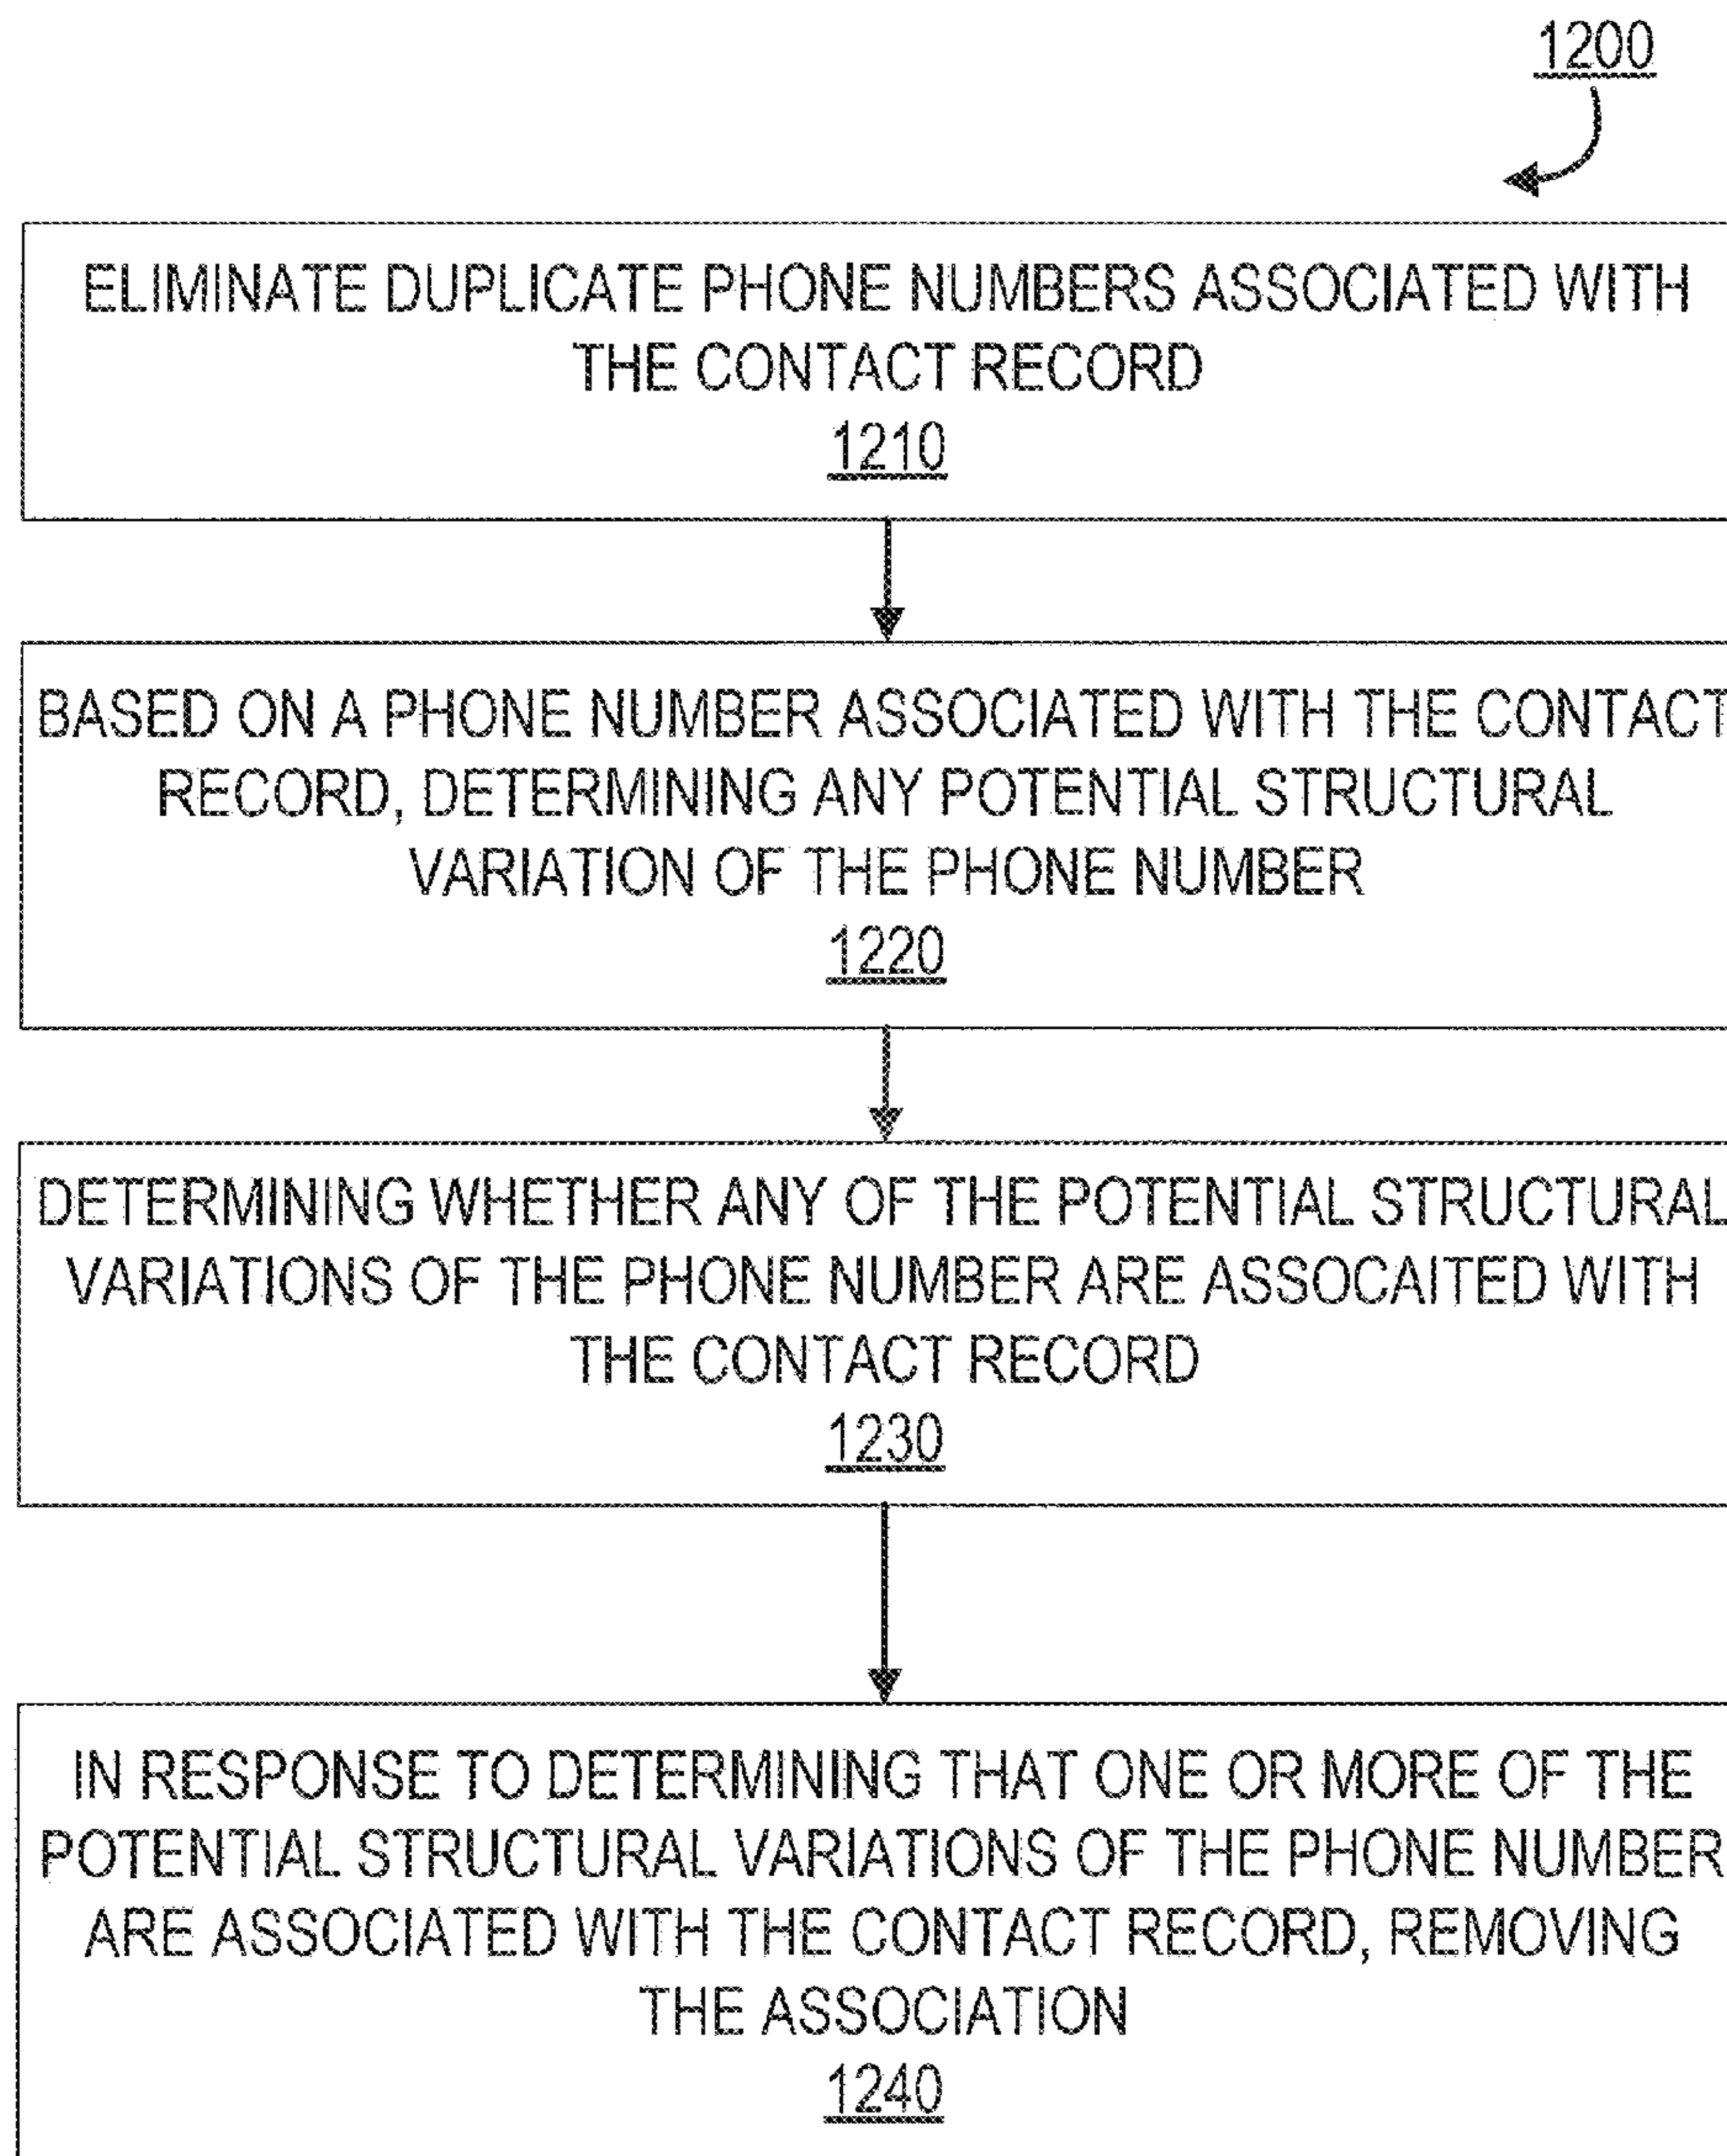 1200
ELIMINATE DUPLICATE PHONE NUMBERS ASSOCIATED WITH
THE CONTACT RECORD
1210
BASED ON A PHONE NUMBER ASSOCIATED WITH THE CONTACT
RECORD, DETERMINING ANY POTENTIAL STRUCTURAL
VARIATION OF THE PHONE NUMBER
1220
DETERMINING WHETHER ANY OF THE POTENTIAL STRUCTURAL
VARIATIONS OF THE PHONE NUMBER ARE ASSOCAITED WITH
THE CONTACT RECORD
1230
IN RESPONSE TO DETERMINING THAT ONE OR MORE OF THE
POTENTIAL STRUCTURAL VARIATIONS OF THE PHONE NUMBER
ARE ASSOCIATED WITH THE CONTACT RECORD, REMOVING
THE ASSOCIATION
1240